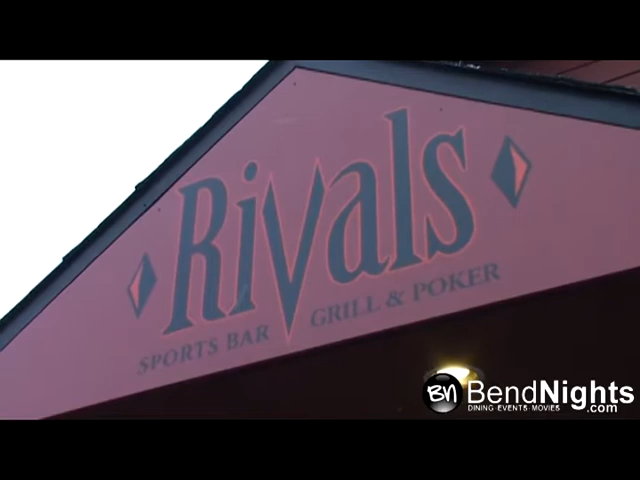 Rivals
SPORTS BAR GRILL & POKER
BN BendNights
DINING·EVENTS·MOVIES .com